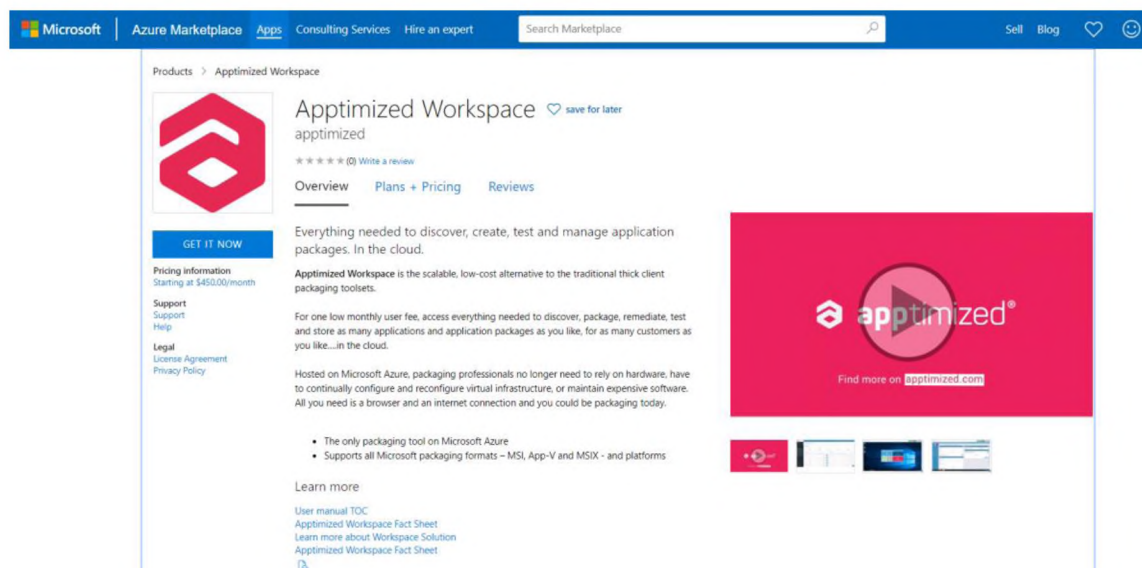 Microsoft Azure Marketplace Apps Consulting Services Hire an expert Search Marketplace Sell Blog
Products > Apptimized Workspace
Apptimized Workspace save for later
apptimized
(0) Write a review
Overview Plans + Pricing Reviews
GET IT NOW
Pricing information
Starting at $450.00/month
Support
Support
Help
Legal
License Agreement
Privacy Policy
Everything needed to discover, create, test and manage application
packages. In the cloud.
Apptimized Workspace is the scalable, low-cost alternative to the traditional thick client
packaging toolsets.
For one low monthly user fee, access everything needed to discover, package, remediate, test
and store as many applications and application packages as you like, for as many customers as
you like....in the cloud.
Hosted on Microsoft Azure, packaging professionals no longer need to rely on hardware, have
to continually configure and reconfigure virtual infrastructure, or maintain expensive software.
All you need is a browser and an internet connection and you could be packaging today.
• The only packaging tool on Microsoft Azure
• Supports all Microsoft packaging formats – MSI, App-V and MSIX - and platforms
Learn more
User manual TOC
Apptimized Workspace Fact Sheet
Learn more about Workspace Solution
Apptimized Workspace Fact Sheet
apptimized®
Find more on apptimized.com